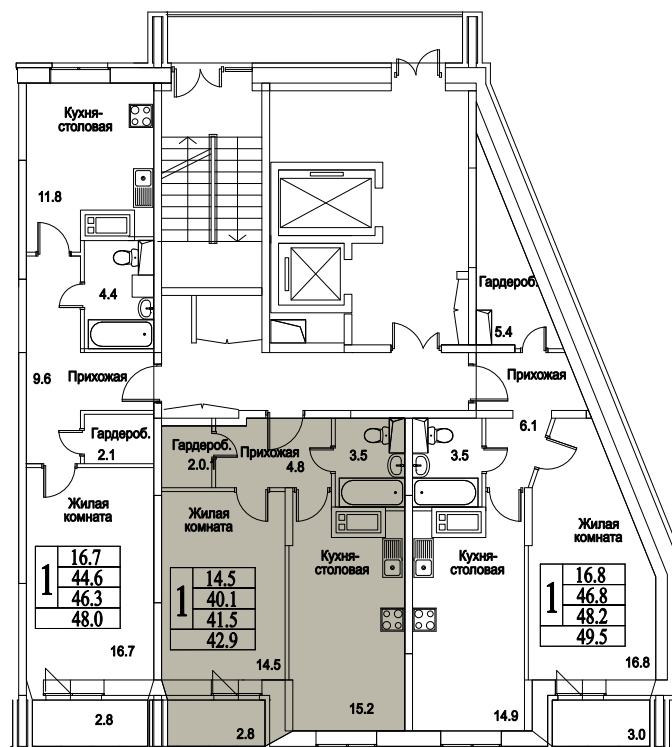 Кухня-
столовая
11.8
4.4
Гардероб.
5.4
9.6
Прихожая
Прихожая
6.1
Гардероб.
2.1
Гардероб.
2.0.1
Прихожая
4.8
3.5
3.5
Жилая
комната
Жилая
комната
Кухня-
столовая
Кухня-
столовая
Жилая
комната
1
16.7
44.6
46.3
48.0
1
14.5
40.1
41.5
42.9
1
16.8
46.8
48.2
49.5
16.7
14.5
16.8
15.2
14.9
2.8
2.8
3.0